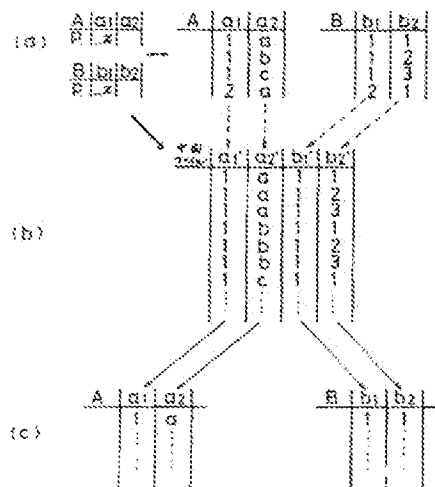 A a1 a2
P. _x
B b1 b2
P. _x
(a)
A a1 a2
1 a
1 b
1 c
2 a
B b1 b2
1 1
1 2
1 3
2 1
a1' a2' b1' b2'
1 a 1 1
1 a 1 2
1 a 1 3
1 b 1 1
1 b 1 2
1 b 1 3
1 c 1 1
(b)
(c)
A a1 a2
1 a
B b1 b2
1 1